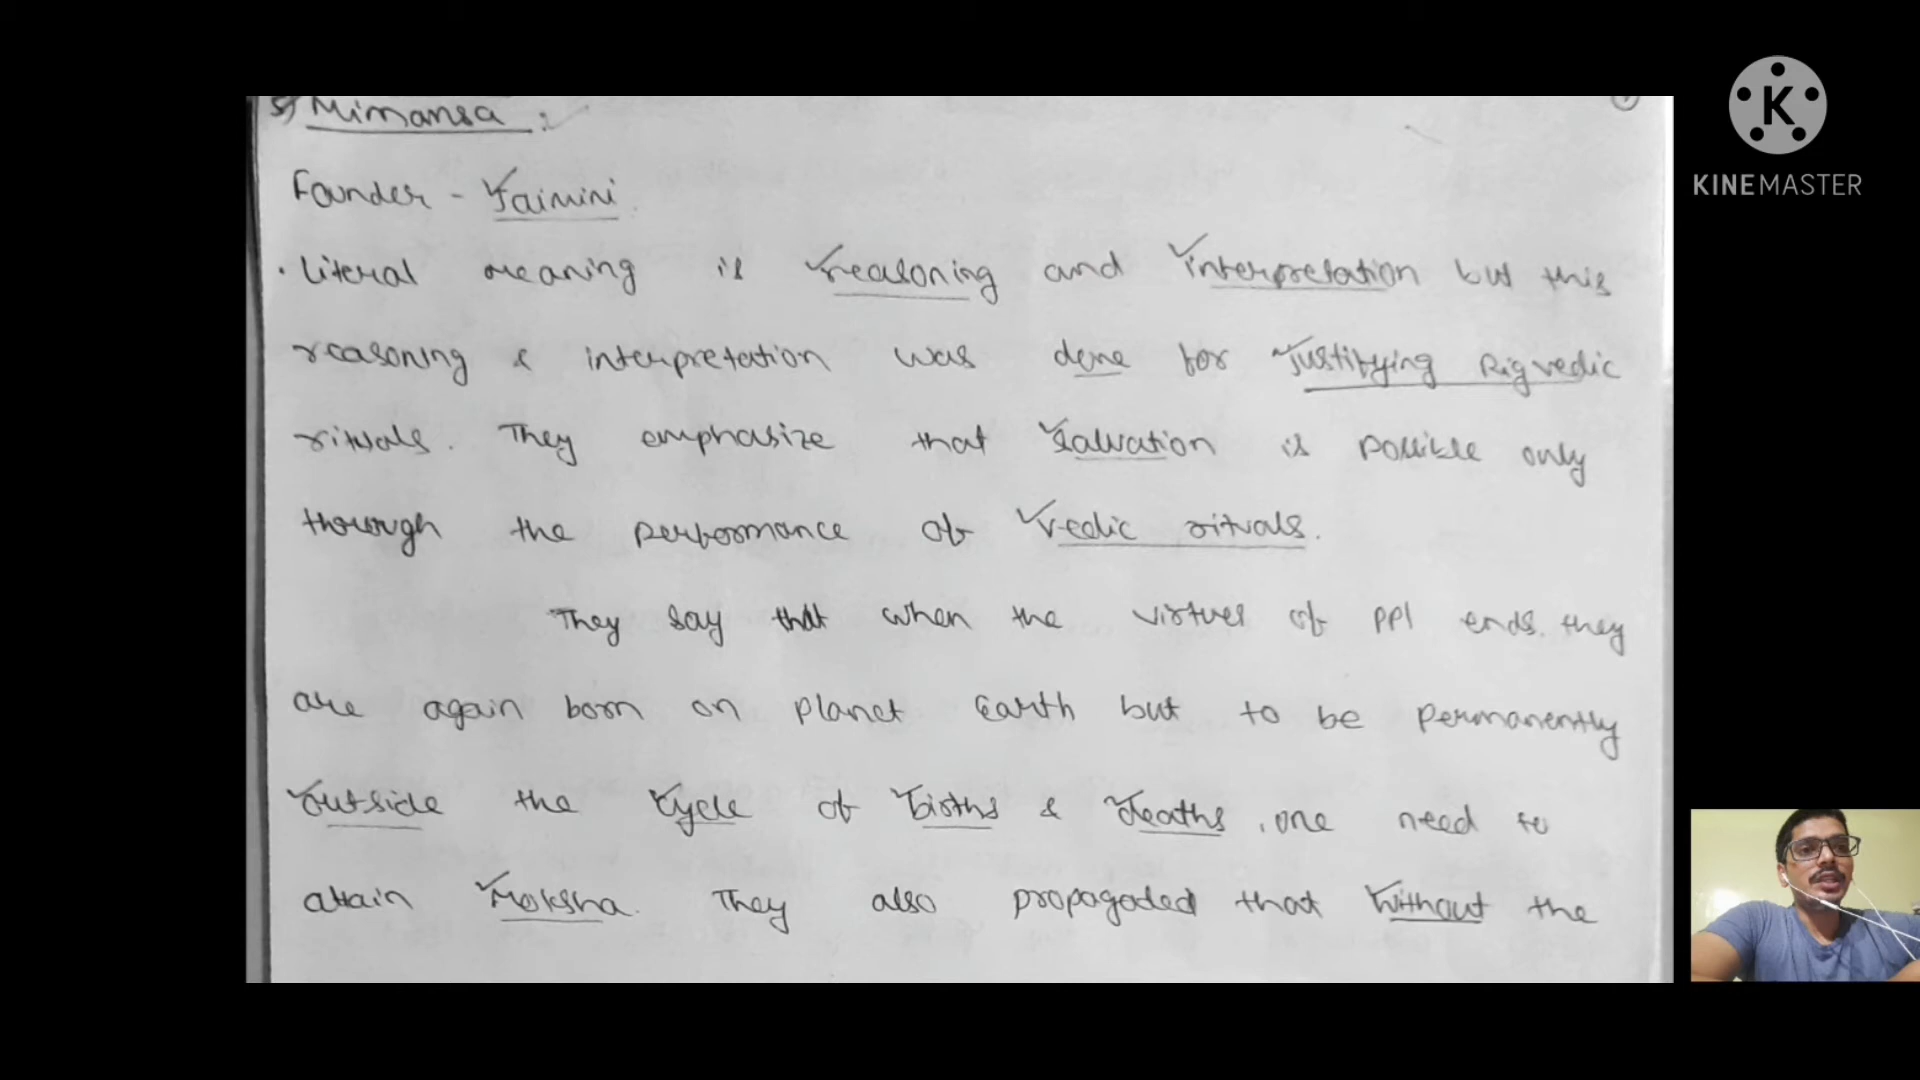 5) Mimansa :
Founder - Jaimini
. Literal meaning is reasoning and interpretation but this
reasoning & interpretation was done for justifying Rigvedic
rituals. They emphasize that salvation is possible only
through the performance of vedic rituals.
They say that when the virtues of ppl ends, they
are again born on planet Earth but to be permanently
outside the cycle of births & deaths, one need to
attain Moksha. They also propogaded that without the
K
KINEMASTER